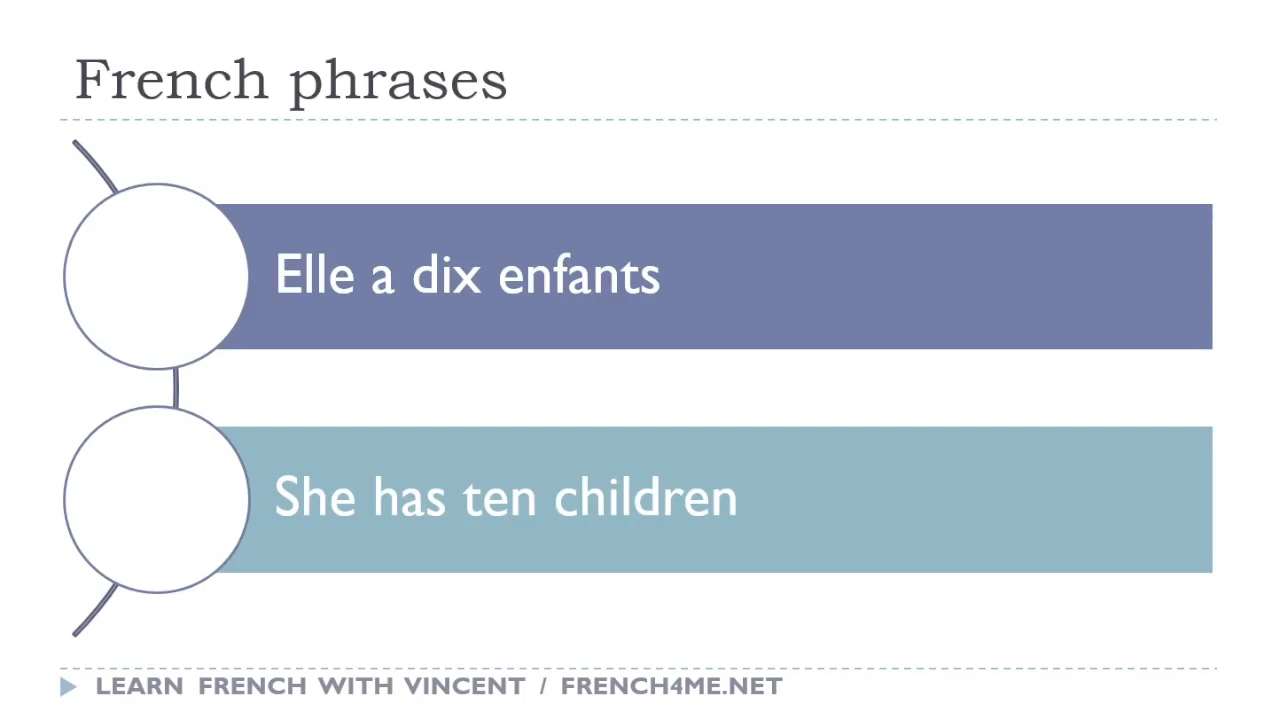 French phrases
Elle a dix enfants
She has ten children
LEARN FRENCH WITH VINCENT / FRENCH4ME.NET